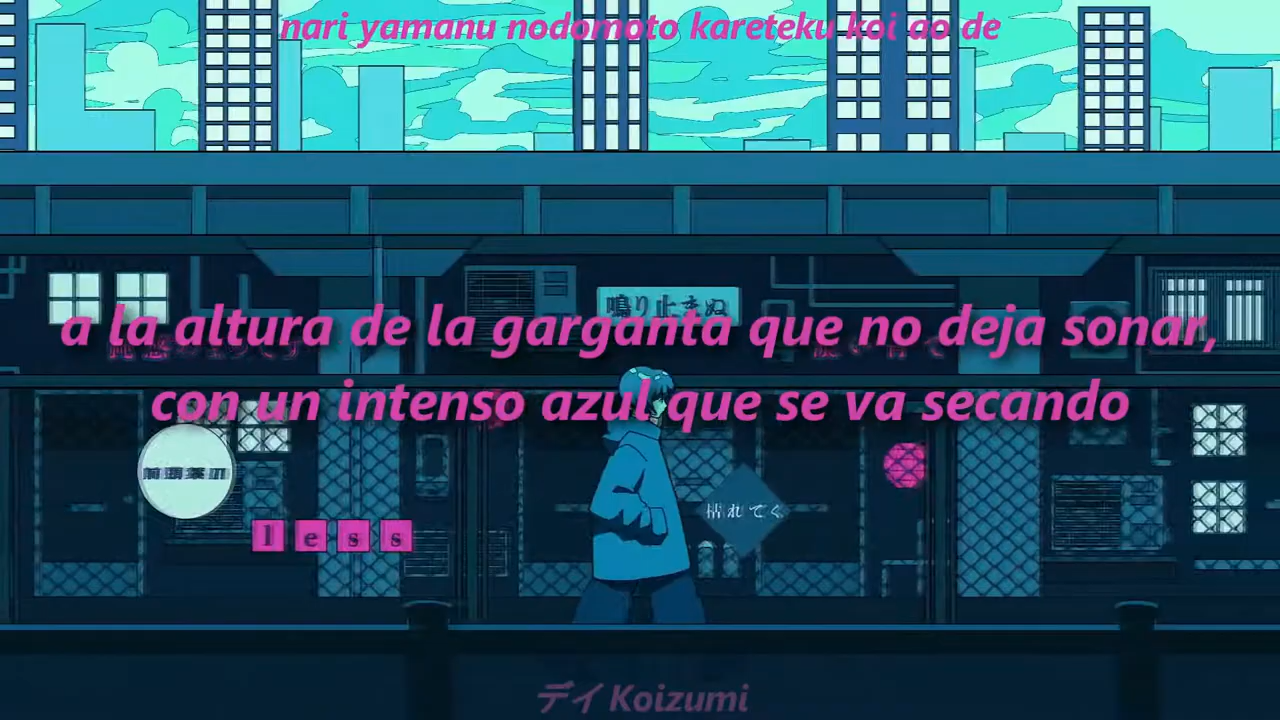 nari yamanu nodomoto kareteku koi ao de
鳴り止まぬ
a la altura de la garganta que no deja sonar,
con un intenso azul que se va secando
枯れてく
less
デイ Koizumi